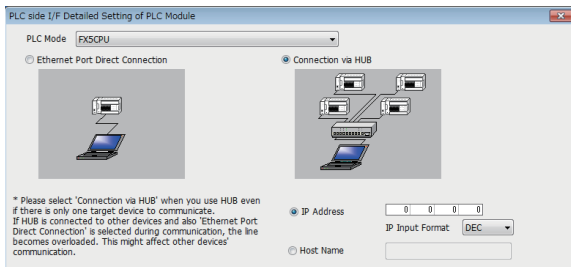 PLC side I/F Detailed Setting of PLC Module
PLC Mode FX5CPU
Ethernet Port Direct Connection
Connection via HUB
* Please select 'Connection via HUB' when you use HUB even
if there is only one target device to communicate.
If HUB is connected to other devices and also 'Ethernet Port
Direct Connection' is selected during communication, the line
becomes overloaded. This might affect other devices'
communication.
IP Address 0 0 0 0
IP Input Format DEC
Host Name